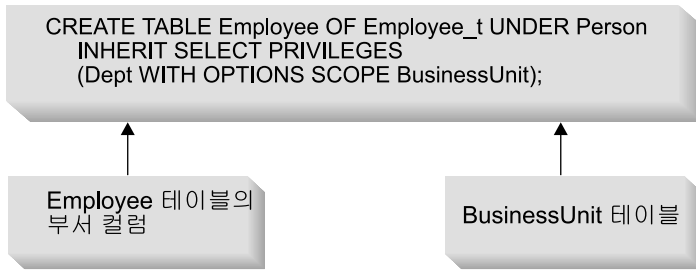 CREATE TABLE Employee OF Employee_t UNDER Person
INHERIT SELECT PRIVILEGES
(Dept WITH OPTIONS SCOPE BusinessUnit);
Employee 테이블의
부서 컬럼
BusinessUnit 테이블